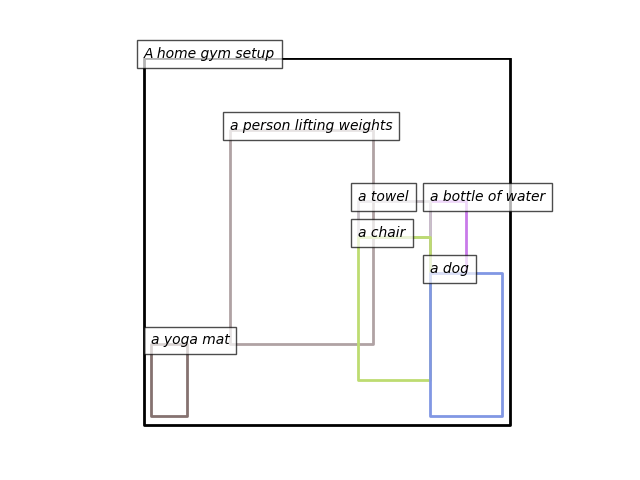 A home gym setup
a person lifting weights
a towel
a bottle of water
a chair
a dog
a yoga mat